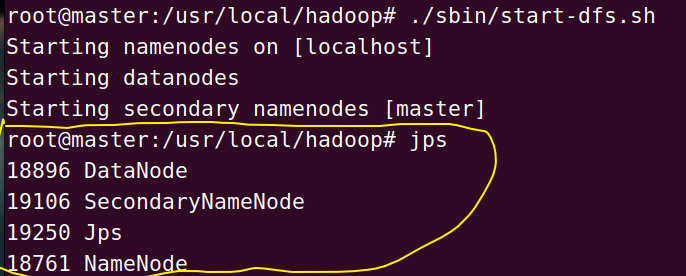 root@master:/usr/local/hadoop# ./sbin/start-dfs.sh
Starting namenodes on [localhost]
Starting datanodes
Starting secondary namenodes [master]
root@master:/usr/local/hadoop# jps
18896 DataNode
19106 SecondaryNameNode
19250 Jps
18761 NameNode